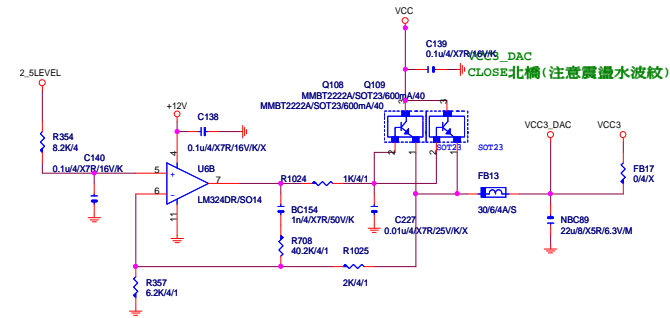 VCC
C139
0.1u/4/X7R/16V/K
VCC3_DAC
CLOSE北橋(注意震盪水波紋)
2_5LEVEL
Q108
Q109
MMBT2222A/SOT23/600mA/40
MMBT2222A/SOT23/600mA/40
+12V
C138
0.1u/4/X7R/16V/K/X
3
3
R354
8.2K/4
VCC3_DAC
VCC3
2
1
2
1
SOT23
SOT23
C140
0.1u/4/X7R/16V/K
4
5
+
U6B
7
R1024
1K/4/1
FB13
FB17
0/4/X
6
-
LM324DR/SO14
30/6/4A/S
11
BC154
1n/4/X7R/50V/K
C227
0.01u/4/X7R/25V/K/X
NBC89
22u/8/X5R/6.3V/M
R708
40.2K/4/1
R1025
2K/4/1
R357
6.2K/4/1